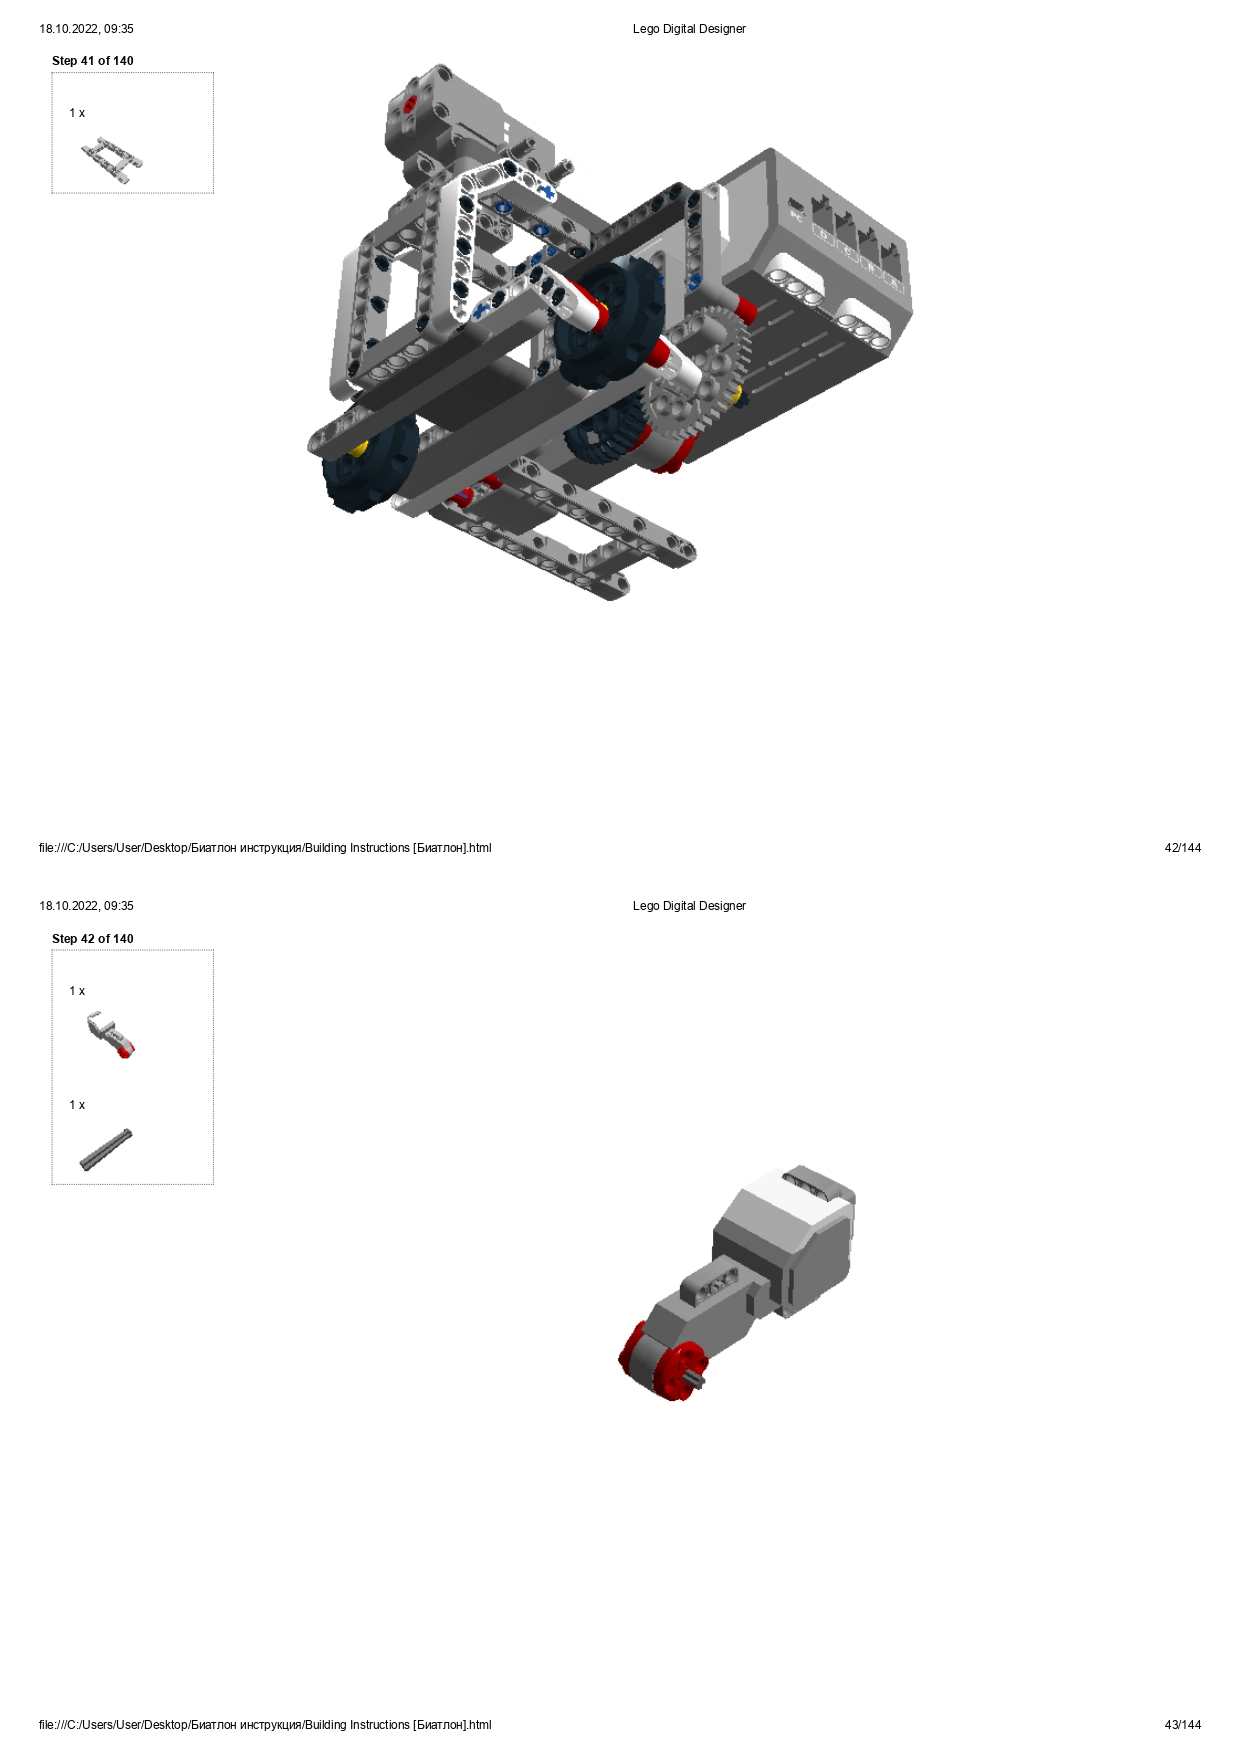 18.10.2022, 09:35
Lego Digital Designer
Step 41 of 140
1 x
PC
D
C
B
A
file:///C:/Users/User/Desktop/Биатлон инструкция/Building Instructions [Биатлон].html
42/144
18.10.2022, 09:35
Lego Digital Designer
Step 42 of 140
1 x
1 x
file:///C:/Users/User/Desktop/Биатлон инструкция/Building Instructions [Биатлон].html
43/144